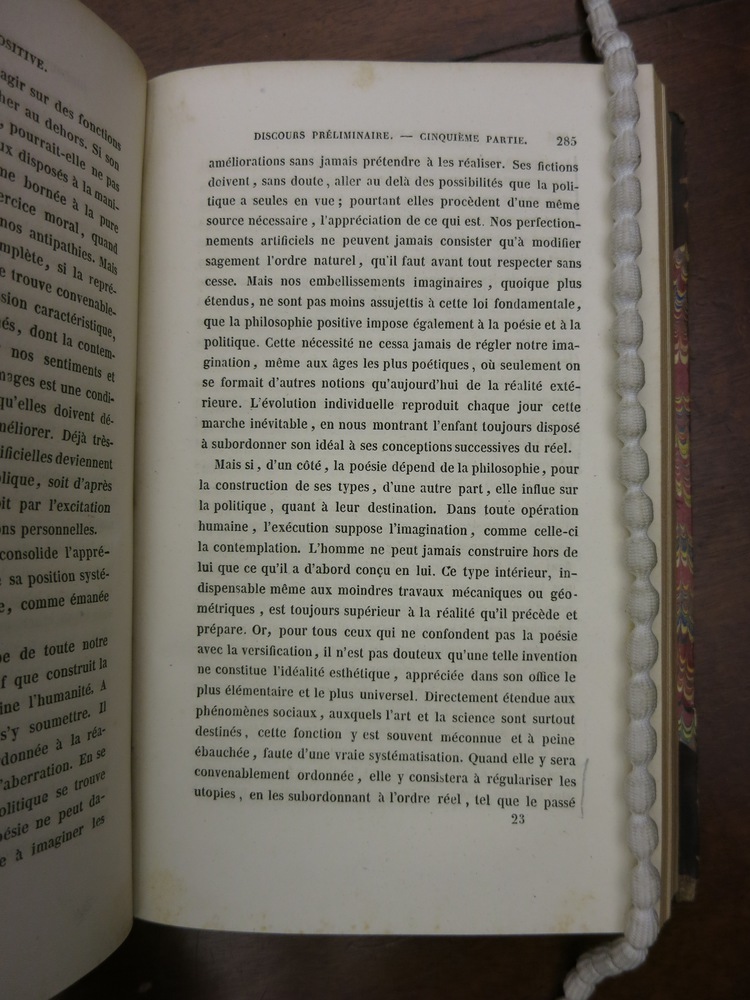 OSITIVE.
agir sur des fonctions
her au dehors. Si son
, pourrait-elle ne pas
ux disposés à la mani-
ne bornée à la pure
ercice moral, quand
nos antipathies. Mais
mplète, si la repré-
e trouve convenable-
sion caractéristique,
és, dont la contem-
nos sentiments et
mages est une condi-
qu'elles doivent dé-
méliorer. Déjà très-
ificielles deviennent
lique, soit d'après
it par l'excitation
ns personnelles.
consolide l'appré-
sa position systé-
e, comme émanée
pe de toute notre
f que construit la
ine l'humanité. A
s'y soumettre. Il
donnée à la réa-
'aberration. En se
olitique se trouve
oésie ne peut da-
e à imaginer les
DISCOURS PRÉLIMINAIRE. — CINQUIÈME PARTIE. 285
améliorations sans jamais prétendre à les réaliser. Ses fictions
doivent, sans doute, aller au delà des possibilités que la poli-
tique a seules en vue; pourtant elles procèdent d'une même
source nécessaire, l'appréciation de ce qui est. Nos perfection-
nements artificiels ne peuvent jamais consister qu'à modifier
sagement l'ordre naturel, qu'il faut avant tout respecter sans
cesse. Mais nos embellissements imaginaires, quoique plus
étendus, ne sont pas moins assujettis à cette loi fondamentale,
que la philosophie positive impose également à la poésie et à la
politique. Cette nécessité ne cessa jamais de régler notre ima-
gination, même aux âges les plus poétiques, où seulement on
se formait d'autres notions qu'aujourd'hui de la réalité exté-
rieure. L'évolution individuelle reproduit chaque jour cette
marche inévitable, en nous montrant l'enfant toujours disposé
à subordonner son idéal à ses conceptions successives du réel.
Mais si, d'un côté, la poésie dépend de la philosophie, pour
la construction de ses types, d'une autre part, elle influe sur
la politique, quant à leur destination. Dans toute opération
humaine, l'exécution suppose l'imagination, comme celle-ci
la contemplation. L'homme ne peut jamais construire hors de
lui que ce qu'il a d'abord conçu en lui. Ce type intérieur, in-
dispensable même aux moindres travaux mécaniques ou géo-
métriques, est toujours supérieur à la réalité qu'il précède et
prépare. Or, pour tous ceux qui ne confondent pas la poésie
avec la versification, il n'est pas douteux qu'une telle invention
ne constitue l'idéalité esthétique, appréciée dans son office le
plus élémentaire et le plus universel. Directement étendue aux
phénomènes sociaux, auxquels l'art et la science sont surtout
destinés, cette fonction y est souvent méconnue et à peine
ébauchée, faute d'une vraie systématisation. Quand elle y sera
convenablement ordonnée, elle y consistera à régulariser les
utopies, en les subordonnant à l'ordre réel, tel que le passé
23